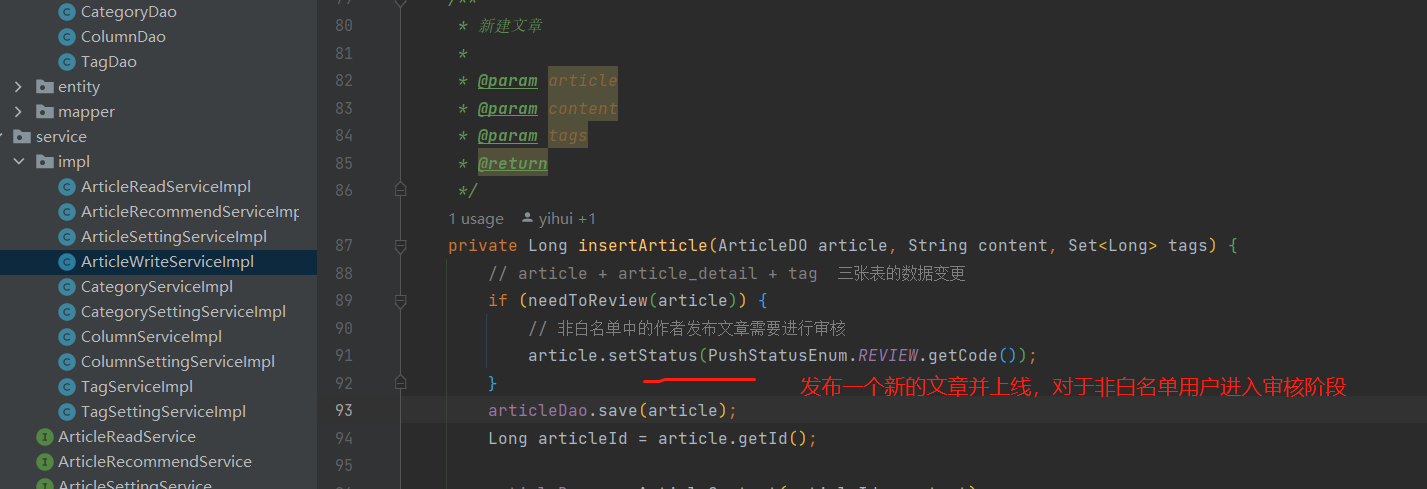 CategoryDao
ColumnDao
TagDao
entity
mapper
service
impl
ArticleReadServiceImpl
ArticleRecommendServiceImp
ArticleSettingServiceImpl
ArticleWriteServiceImpl
CategoryServiceImpl
CategorySettingServiceImpl
ColumnServiceImpl
ColumnSettingServiceImpl
TagServiceImpl
TagSettingServiceImpl
ArticleReadService
ArticleRecommendService
ArticleSettingService
79 /**
80 * 新建文章
81 *
82 * @param article
83 * @param content
84 * @param tags
85 * @return
86 */
1 usage yihui +1
87 private Long insertArticle(ArticleDO article, String content, Set<Long> tags) {
88 // article + article_detail + tag 三张表的数据变更
89 if (needToReview(article)) {
90 // 非白名单中的作者发布文章需要进行审核
91 article.setStatus(PushStatusEnum.REVIEW.getCode());
92 }
发布一个新的文章并上线，对于非白名单用户进入审核阶段
93 articleDao.save(article);
94 Long articleId = article.getId();
95